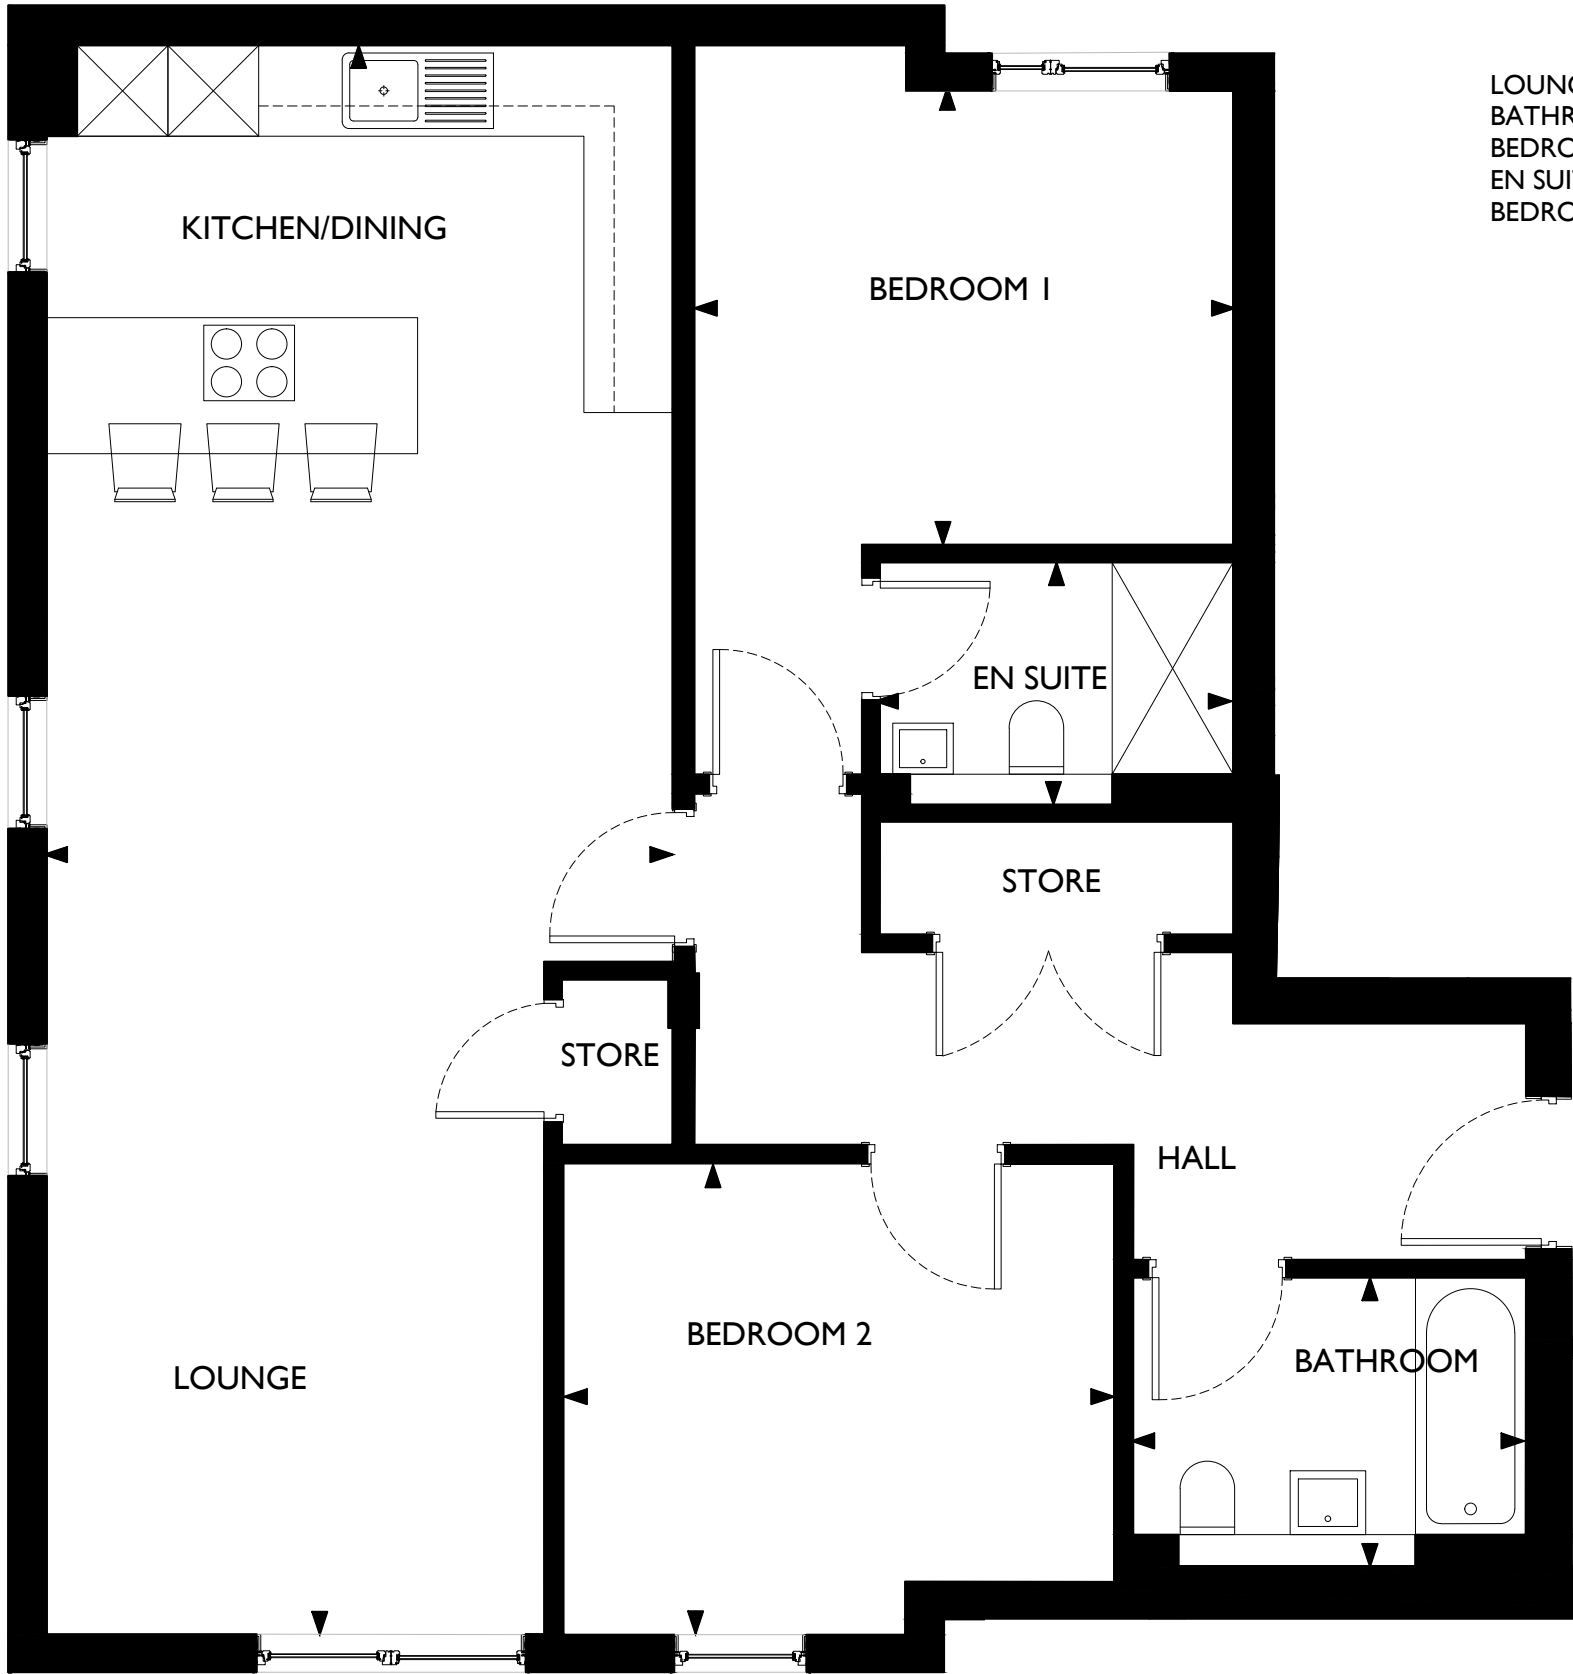 KITCHEN/DINING
BEDROOM 1
EN SUITE
STORE
STORE
HALL
BEDROOM 2
BATHROOM
LOUNGE